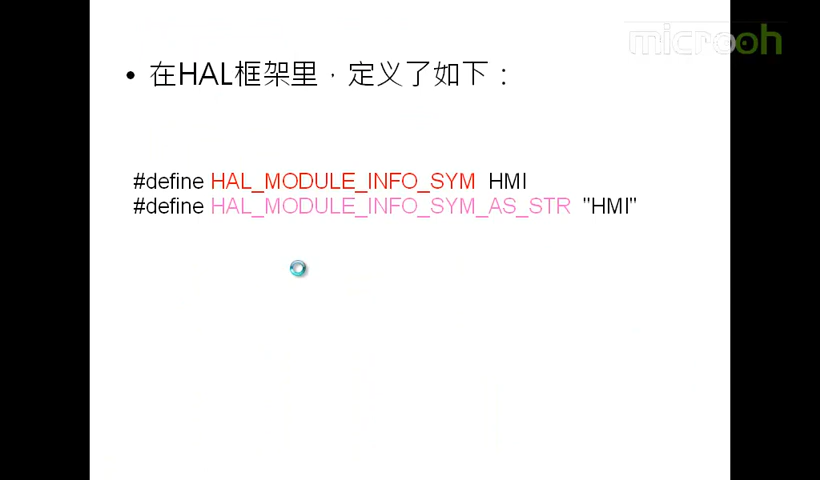 microoh
• 在HAL框架里，定义了如下：
#define HAL_MODULE_INFO_SYM HMI
#define HAL_MODULE_INFO_SYM_AS_STR "HMI"